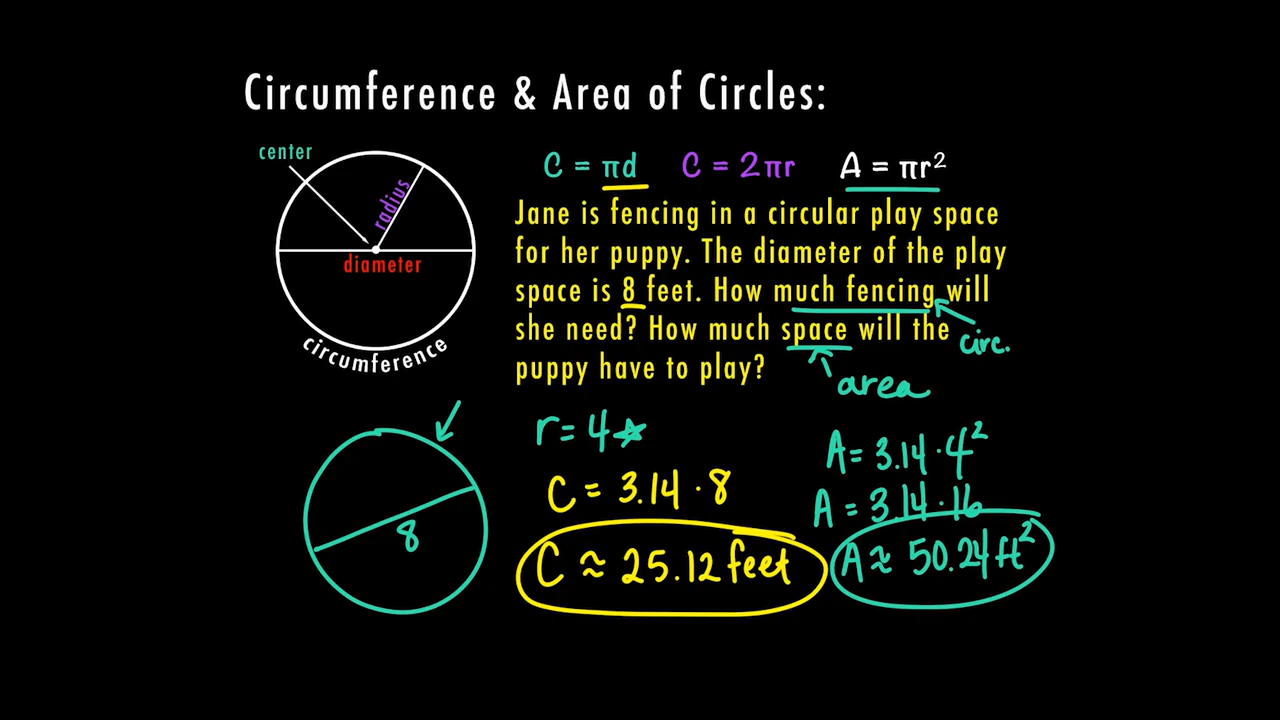 Circumference & Area of Circles:
center
radius
diameter
circumference
C = πd C = 2πr A = πr²
Jane is fencing in a circular play space
for her puppy. The diameter of the play
space is 8 feet. How much fencing will
she need? How much space will the
puppy have to play?
circ.
area
8
r = 4
C = 3.14 · 8
C ≈ 25.12 feet
A = 3.14 · 4²
A = 3.14 · 16
A ≈ 50.24 ft²